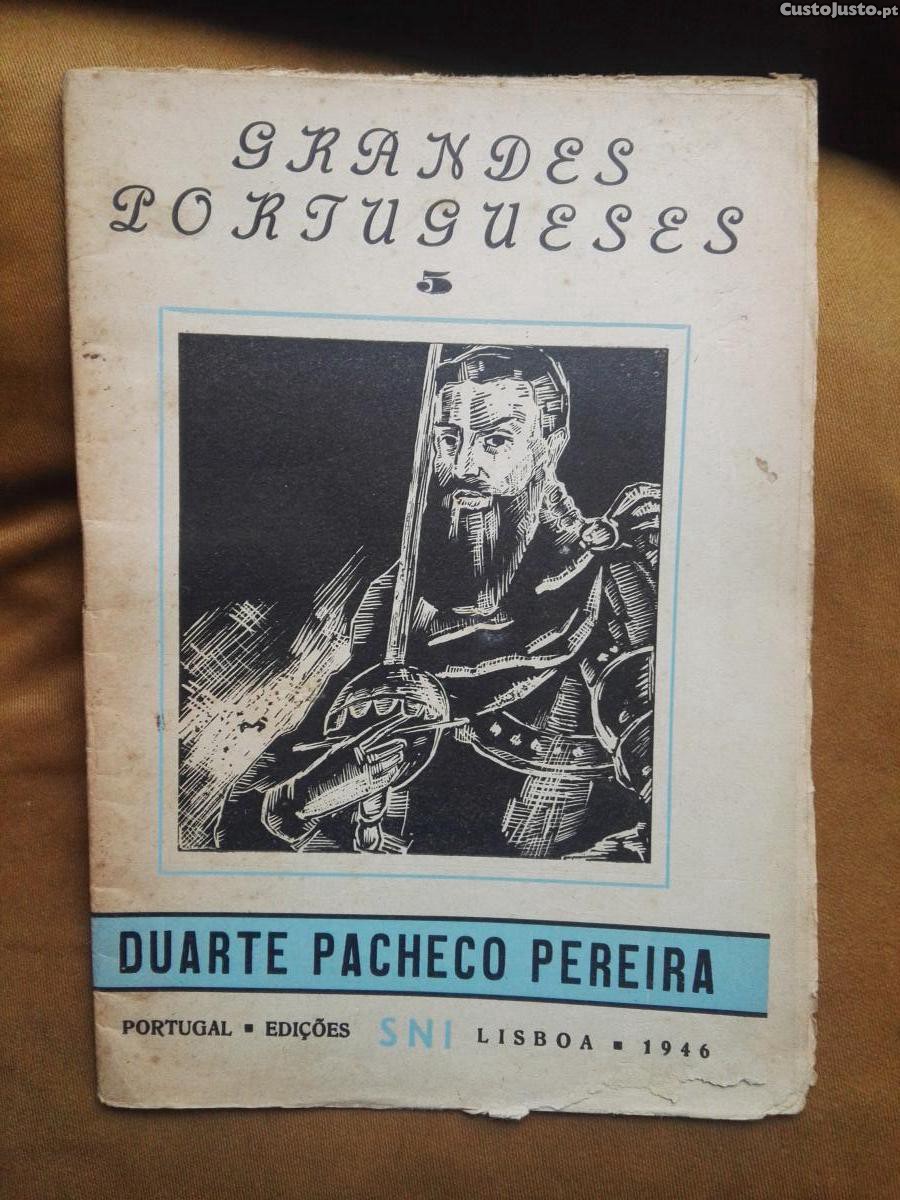 CustoJusto.pt
GRANDES
PORTUGUESES
5
DUARTE PACHECO PEREIRA
PORTUGAL ▪ EDIÇÕES SNI LISBOA ▪ 1946